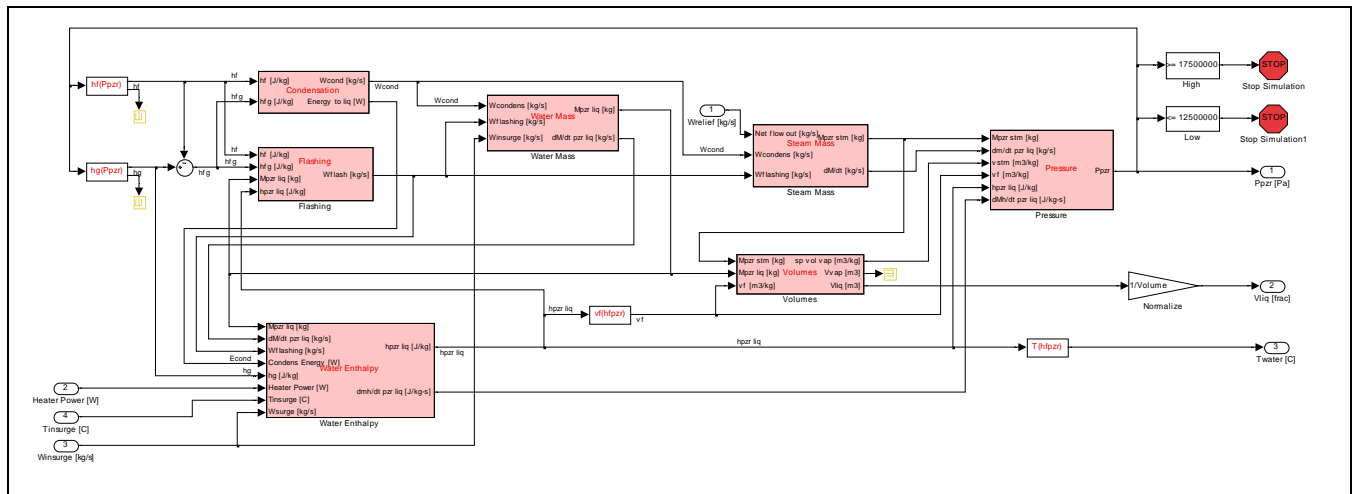 hf(Ppzr)
hf
hg(Ppzr)
hg
hfg
hf
hfg
hf [J/kg]
hfg [J/kg]
Condensation
Wcond [kg/s]
Energy to liq [W]
Condensation
Wcond
hf
hfg
hf [J/kg]
hfg [J/kg]
Mpzr liq [kg]
hpzr liq [J/kg]
Flashing
Wflash [kg/s]
Flashing
Wcond
Wcondens [kg/s]
Wflashing [kg/s]
Winsurge [kg/s]
Water Mass
Mpzr liq [kg]
dM/dt pzr liq [kg/s]
Water Mass
1
Wrelief [kg/s]
Wcond
Net flow out [kg/s]
Wcondens [kg/s]
Wflashing [kg/s]
Steam Mass
Mpzr stm [kg]
dM/dt [kg/s]
Steam Mass
Mpzr stm [kg]
dm/dt pzr liq [kg/s]
vstm [m3/kg]
vf [m3/kg]
hpzr liq [J/kg]
dMh/dt pzr liq [J/kg-s]
Pressure
Ppzr
Pressure
>= 17500000
High
STOP
Stop Simulation
<= 12500000
Low
STOP
Stop Simulation1
1
Ppzr [Pa]
Mpzr stm [kg]
Mpzr liq [kg]
vf [m3/kg]
Volumes
sp vol vap [m3/kg]
Vvap [m3]
Vliq [m3]
Volumes
1/Volume
Normalize
2
Vliq [frac]
hpzr liq
vf(hfpzr)
vf
hpzr liq
T(hfpzr)
3
Twater [C]
Econd
hg
Mpzr liq [kg]
dM/dt pzr liq [kg/s]
Wflashing [kg/s]
Condens Energy [W]
hg [J/kg]
Heater Power [W]
Tinsurge [C]
Wsurge [kg/s]
Water Enthalpy
hpzr liq [J/kg]
dmh/dt pzr liq [J/kg-s]
Water Enthalpy
hpzr liq
2
Heater Power [W]
4
Tinsurge [C]
3
Winsurge [kg/s]